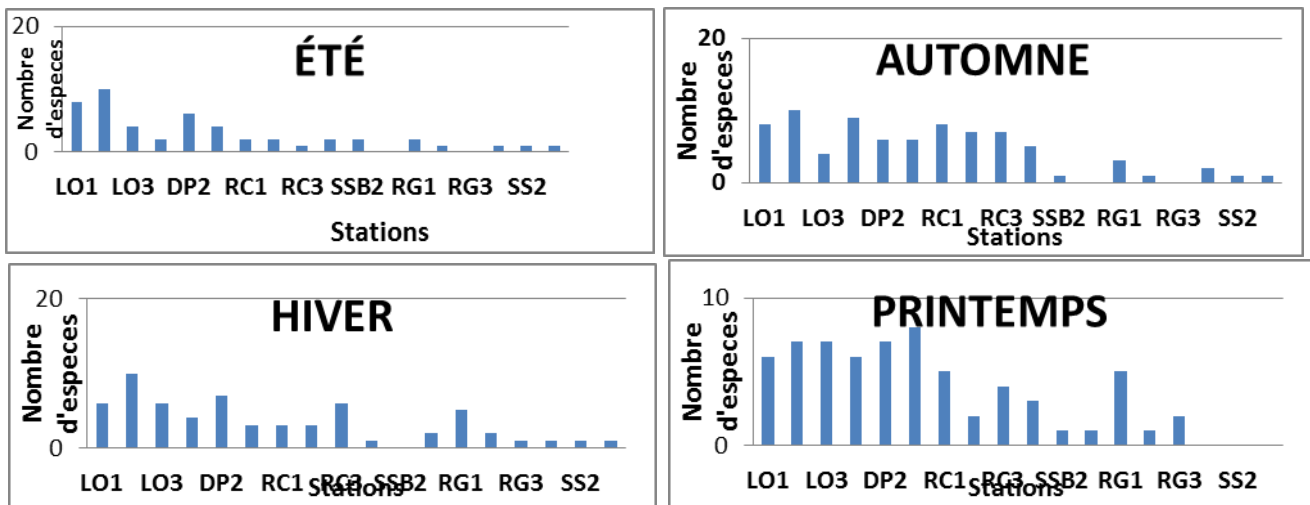 20
ÉTÉ
Nombre
d'especes
0
LO1 LO3 DP2 RC1 RC3 SSB2 RG1 RG3 SS2
Stations
20
AUTOMNE
Nombre
d'especes
0
LO1 LO3 DP2 RC1 RC3 SSB2 RG1 RG3 SS2
Stations
20
HIVER
Nombre
d'especes
0
LO1 LO3 DP2 RC1 RC3 SSB2 RG1 RG3 SS2
Stations
10
PRINTEMPS
Nombre
d'especes
0
LO1 LO3 DP2 RC1 RC3 SSB2 RG1 RG3 SS2
Stations